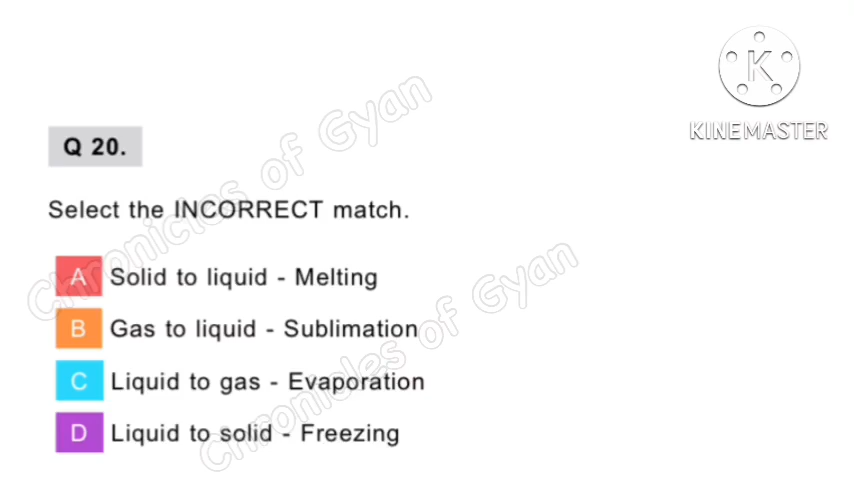 K
KINEMASTER
Q 20.
Select the INCORRECT match.
A Solid to liquid - Melting
B Gas to liquid - Sublimation
C Liquid to gas - Evaporation
D Liquid to solid - Freezing
Chronicles of Gyan
Chronicles of Gyan